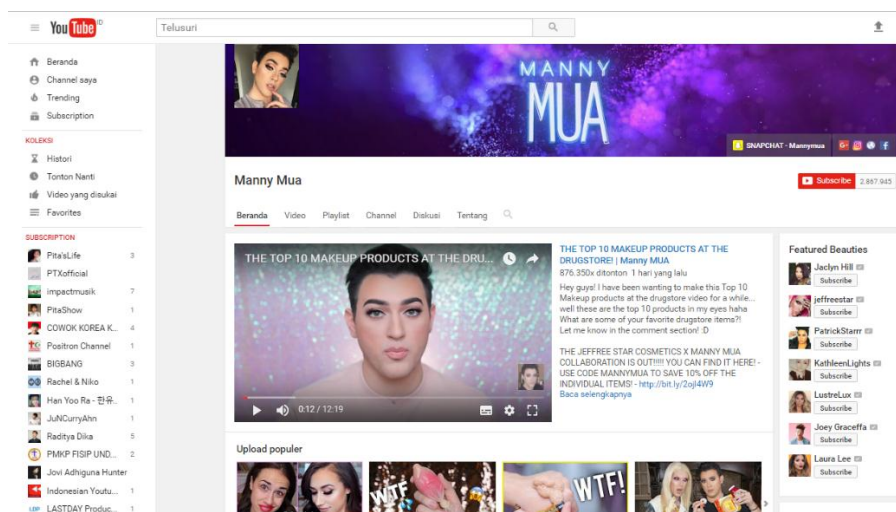 YouTube ID
Telusuri
Beranda
Channel saya
Trending
Subscription
KOLEKSI
Histori
Tonton Nanti
Video yang disukai
Favorites
SUBSCRIPTION
Pita'sLife 3
PTXofficial
impactmusik 7
PitaShow 1
COWOK KOREA K... 4
Positron Channel 1
BIGBANG 3
Rachel & Niko 1
Han Yoo Ra - 한유.. 1
JuNCurryAhn 1
Raditya Dika 5
PMKP FISIP UND... 2
Jovi Adhiguna Hunter
Indonesian Youtu... 1
LASTDAY Produc... 1
MANNY
MUA
SNAPCHAT - Mannymua
Manny Mua
Subscribe 2.867.945
Beranda Video Playlist Channel Diskusi Tentang
THE TOP 10 MAKEUP PRODUCTS AT THE DRU...
0:12 / 12:19
THE TOP 10 MAKEUP PRODUCTS AT THE
DRUGSTORE! | Manny MUA
876.350x ditonton 1 hari yang lalu
Hey guys! I have been wanting to make this Top 10
Makeup products at the drugstore video for a while...
well these are the top 10 products in my eyes haha
What are some of your favorite drugstore items?!
Let me know in the comment section! :D
THE JEFFREE STAR COSMETICS X MANNY MUA
COLLABORATION IS OUT!!!!! YOU CAN FIND IT HERE! -
USE CODE MANNYMUA TO SAVE 10% OFF THE
INDIVIDUAL ITEMS! - http://bit.ly/2ojl4W9
Baca selengkapnya
Upload populer
WTF
WTF!
Featured Beauties
Jaclyn Hill
Subscribe
jeffreestar
Subscribe
PatrickStarrr
Subscribe
KathleenLights
Subscribe
LustreLux
Subscribe
Joey Graceffa
Subscribe
Laura Lee
Subscribe